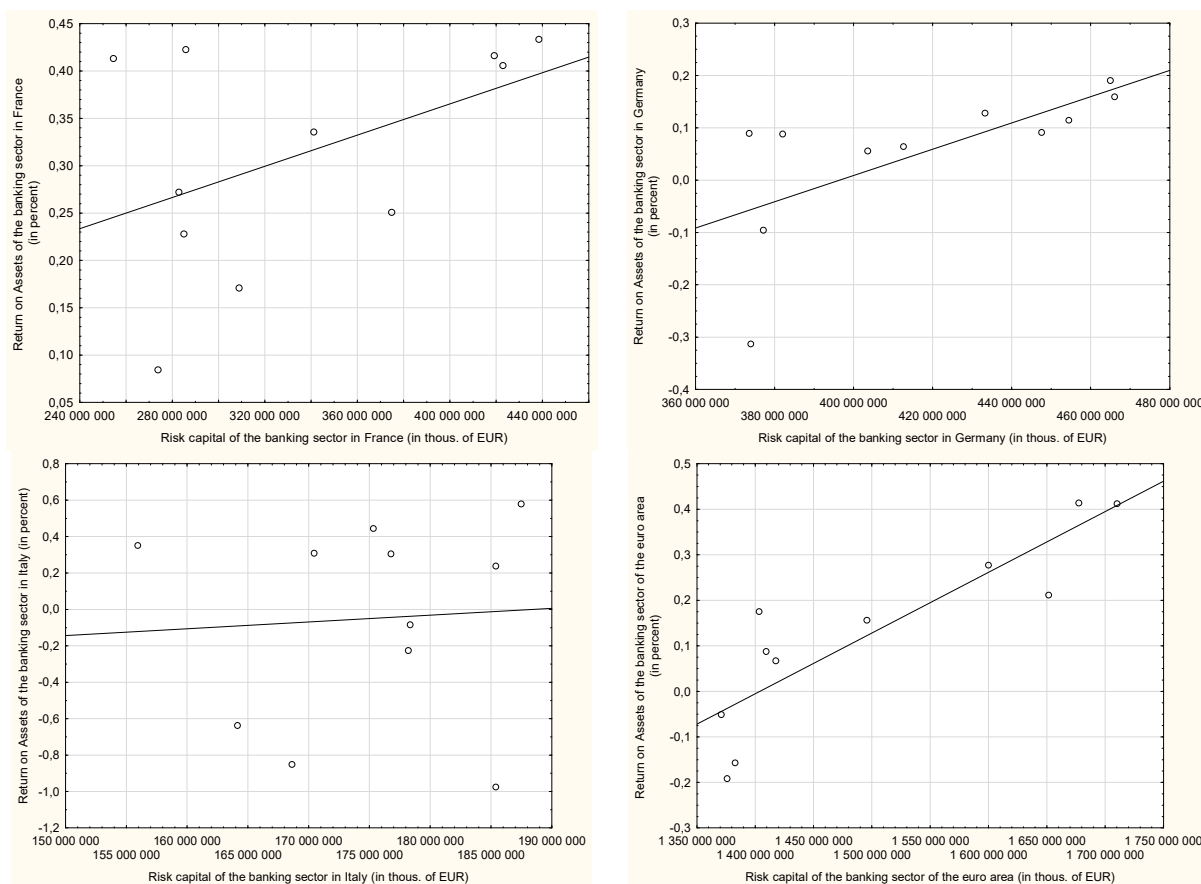 Return on Assets of the banking sector in France
(in percent)
0,45
0,40
0,35
0,30
0,25
0,20
0,15
0,10
0,05
240 000 000 280 000 000 320 000 000 360 000 000 400 000 000 440 000 000
Risk capital of the banking sector in France (in thous. of EUR)
Return on Assets of the banking sector in Germany
(in percent)
0,3
0,2
0,1
0,0
-0,1
-0,2
-0,3
-0,4
360 000 000 400 000 000 420 000 000 440 000 000 460 000 000 480 000 000
380 000 000
Risk capital of the banking sector in Germany (in thous. of EUR)
Return on Assets of the banking sector in Italy (in percent)
0,8
0,6
0,4
0,2
0,0
-0,2
-0,4
-0,6
-0,8
-1,0
-1,2
150 000 000 160 000 000 170 000 000 180 000 000 190 000 000
155 000 000 165 000 000 175 000 000 185 000 000
Risk capital of the banking sector in Italy (in thous. of EUR)
Return on Assets of the banking sector of the euro area
(in percent)
0,5
0,4
0,3
0,2
0,1
0,0
-0,1
-0,2
-0,3
1 350 000 000 1 450 000 000 1 550 000 000 1 650 000 000 1 750 000 000
1 400 000 000 1 500 000 000 1 600 000 000 1 700 000 000
Risk capital of the banking sector of the euro area (in thous. of EUR)